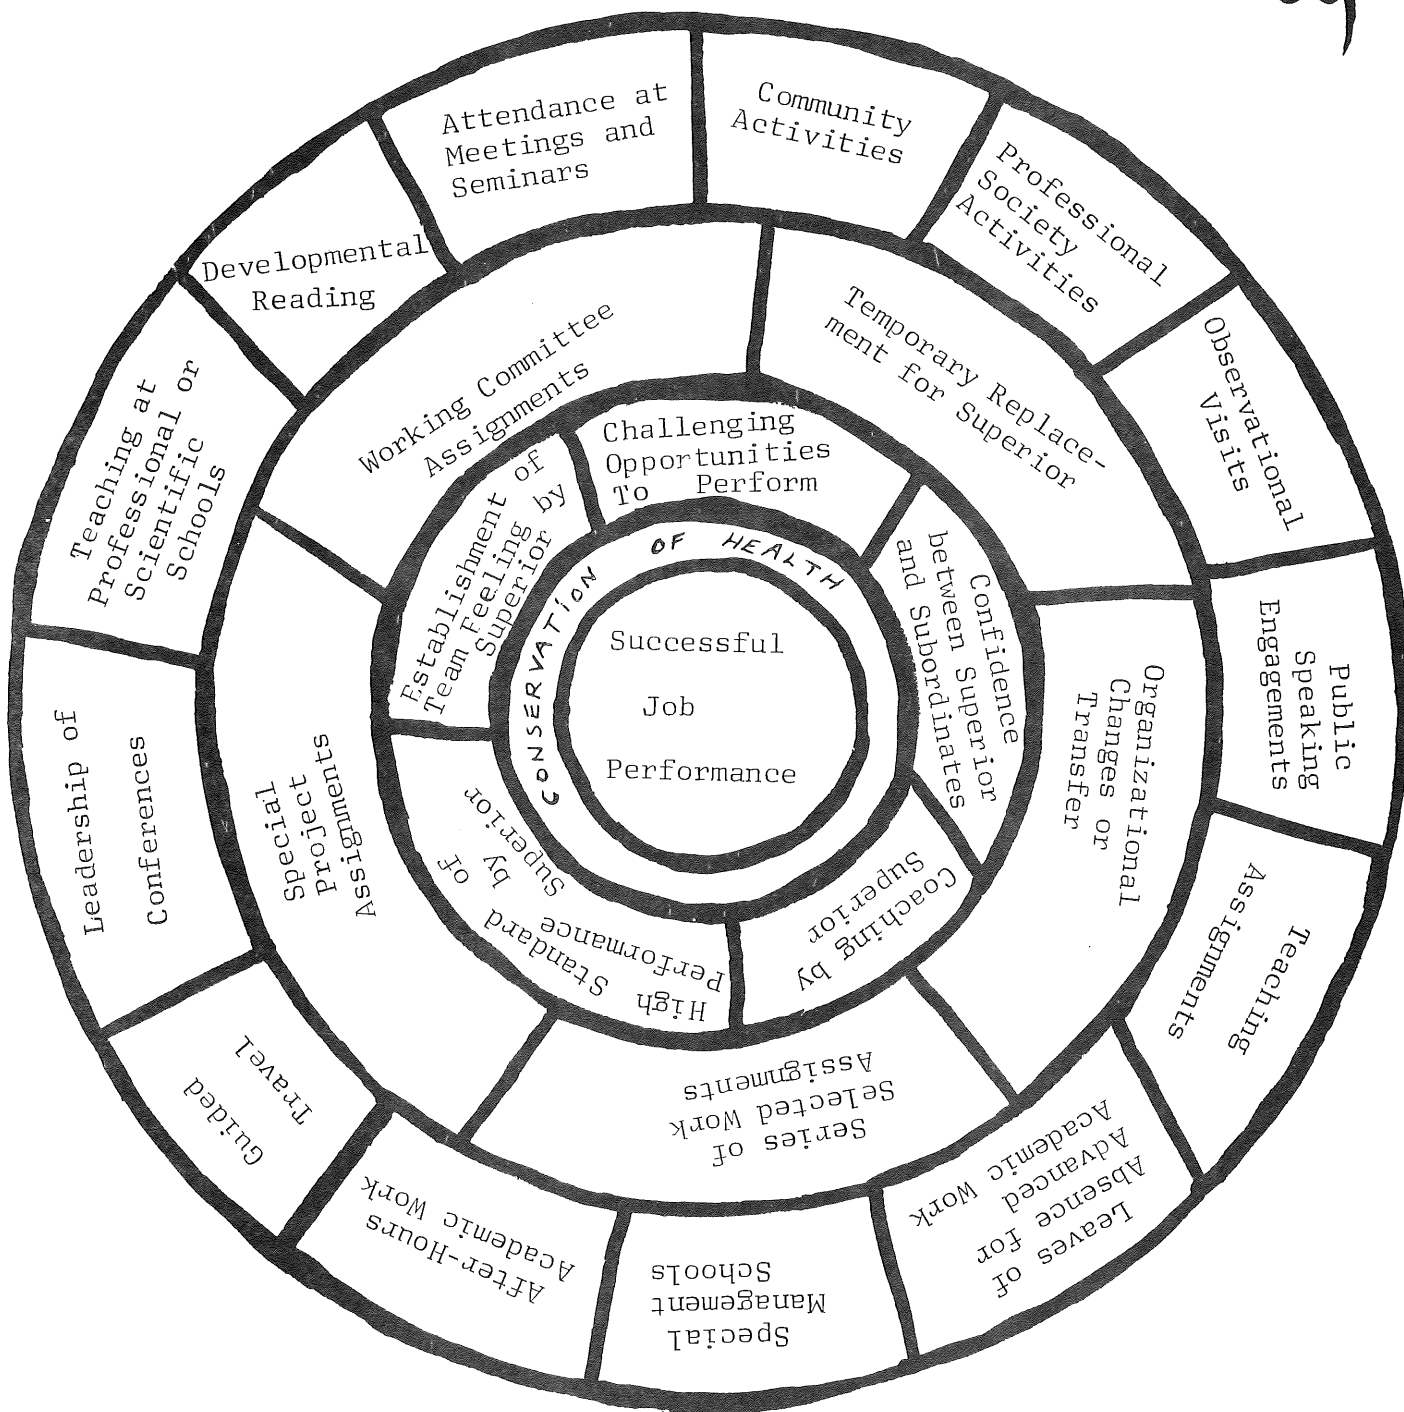 Attendance at
Meetings and
Seminars
Community
Activities
Professional
Society
Activities
Observational
Visits
Public
Speaking
Engagements
Teaching
Assignments
Leaves of
Absence for
Advanced
Academic Work
Special
Management
Schools
After-Hours
Academic Work
Guided
Travel
Leadership of
Conferences
Teaching at
Professional or
Scientific
Schools
Developmental
Reading
Working Committee
Assignments
Temporary Replace-
ment for Superior
Organizational
Changes or
Transfer
Series of
Selected Work
Assignments
Special
Project
Assignments
Challenging
Opportunities
To Perform
Confidence
between Superior
and Subordinates
Coaching by
Superior
High Standard of
Performance by
Superior
Establishment of
Team Feeling by
Superior
CONSERVATION OF HEALTH
Successful
Job
Performance